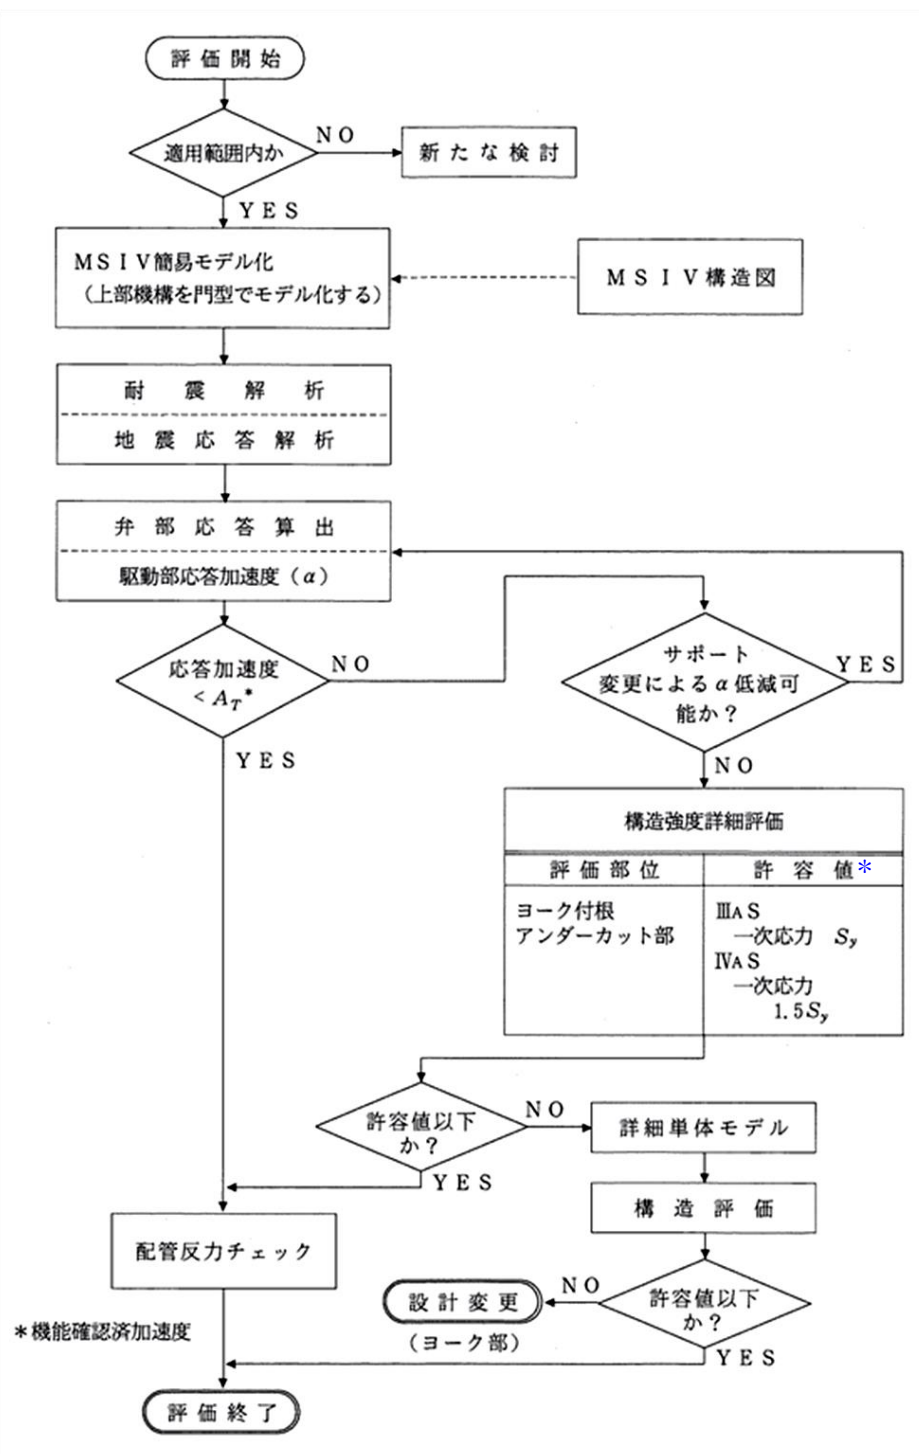 評価開始
適用範囲内か
NO
新たな検討
YES
MSIV簡易モデル化
(上部機構を門型でモデル化する)
MSIV構造図
耐震解析
地震応答解析
弁部応答算出
駆動部応答加速度(α)
応答加速度
< A_T*
NO
YES
サポート
変更によるα低減可
能か?
YES
NO
構造強度詳細評価
評価部位
許容値*
ヨーク付根
アンダーカット部
ⅢAS
一次応力 Sy
ⅣAS
一次応力
1.5Sy
許容値以下
か?
NO
詳細単体モデル
YES
構造評価
配管反力チェック
許容値以下
か?
NO
設計変更
(ヨーク部)
YES
*機能確認済加速度
評価終了